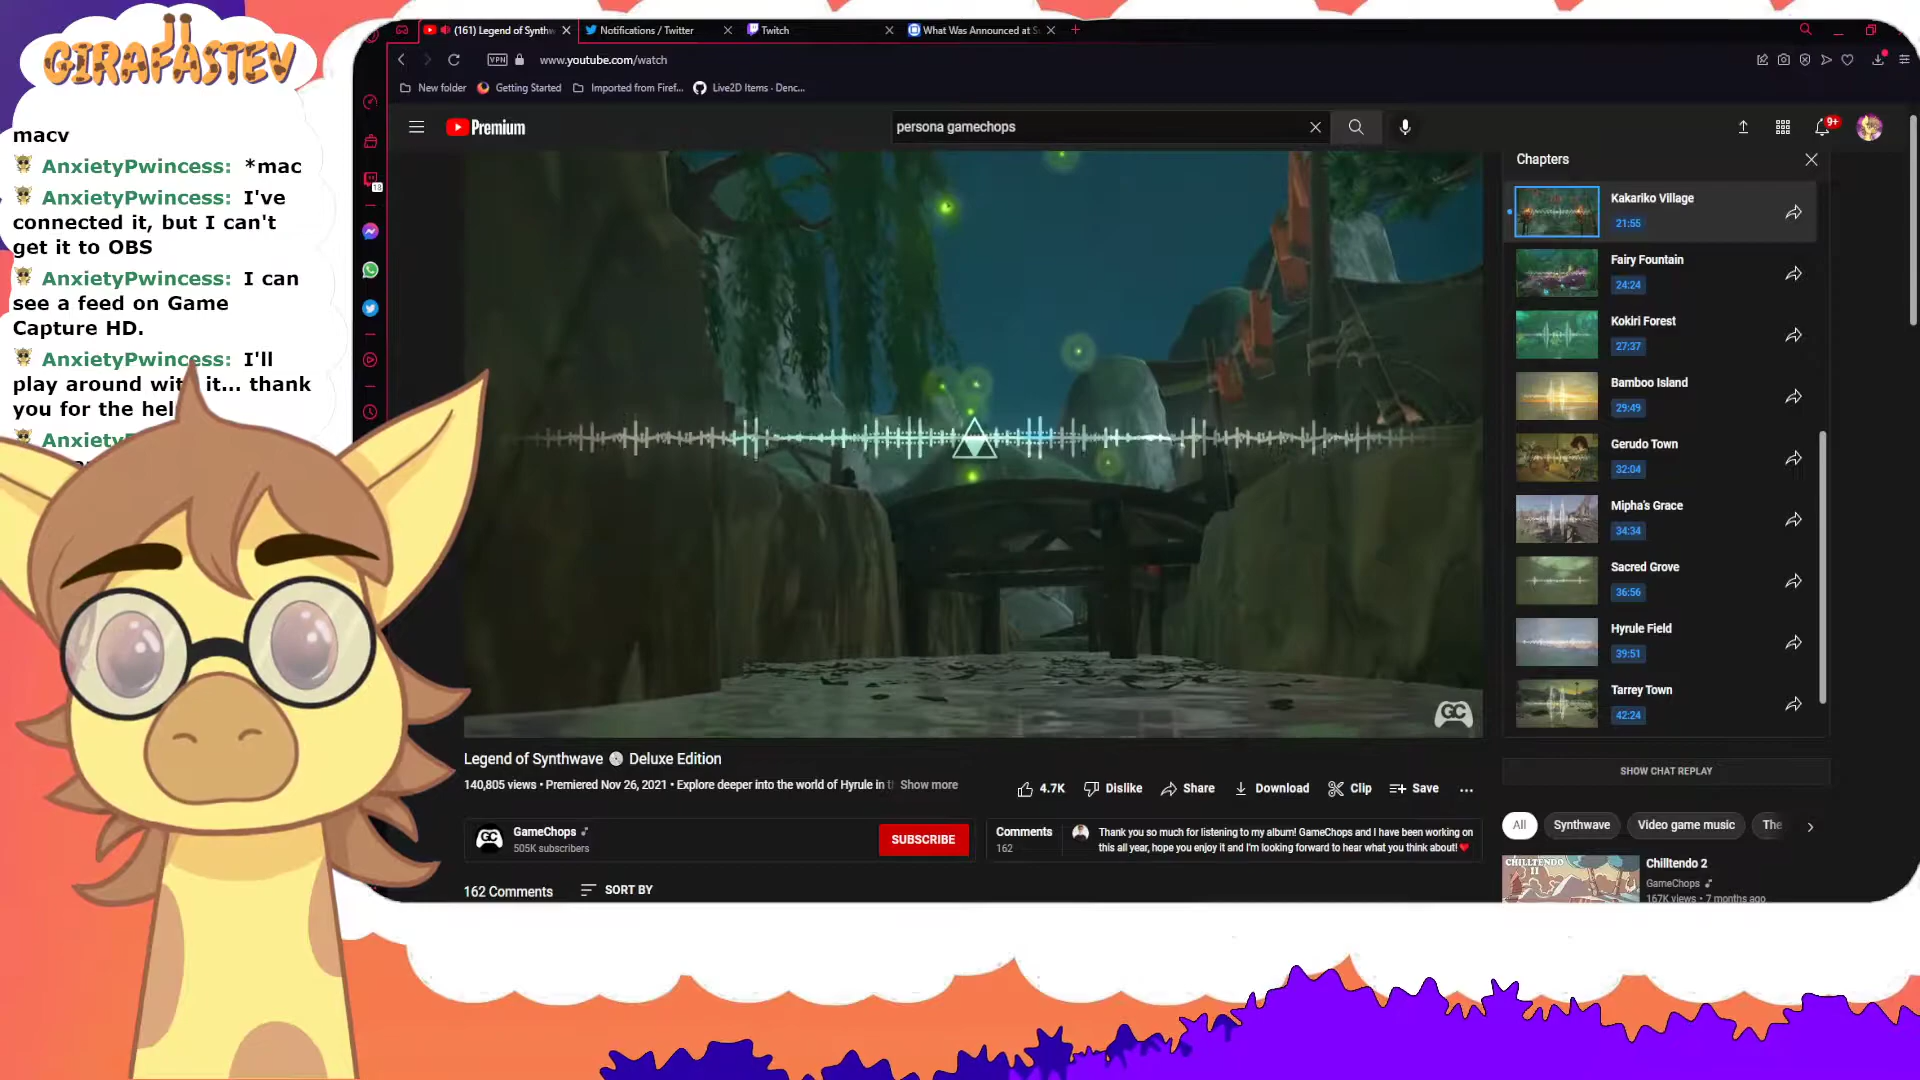 GIRAFASTEV
macv
AnxietyPwincess: *mac
AnxietyPwincess: I've
connected it, but I can't
get it to OBS
AnxietyPwincess: I can
see a feed on Game
Capture HD.
AnxietyPwincess: I'll
play around with it... thank
you for the hel
(161) Legend of Synthw
Notifications / Twitter
Twitch
What Was Announced at S
VPN
www.youtube.com/watch
New folder
Getting Started
Imported from Firef...
Live2D Items - Denc...
18
Premium
persona gamechops
9+
Chapters
Kakariko Village
21:55
Fairy Fountain
24:24
Kokiri Forest
27:37
Bamboo Island
29:49
Gerudo Town
32:04
Mipha's Grace
34:34
Sacred Grove
36:56
Hyrule Field
39:51
Tarrey Town
42:24
GC
Legend of Synthwave Deluxe Edition
140,805 views • Premiered Nov 26, 2021 • Explore deeper into the world of Hyrule in t Show more
4.7K
Dislike
Share
Download
Clip
Save
SHOW CHAT REPLAY
GC
GameChops
505K subscribers
SUBSCRIBE
Comments
162
Thank you so much for listening to my album! GameChops and I have been working on
this all year, hope you enjoy it and I'm looking forward to hear what you think about!
All
Synthwave
Video game music
The
162 Comments
SORT BY
CHILLTENDO
II
Chilltendo 2
GameChops
167K views • 7 months ago